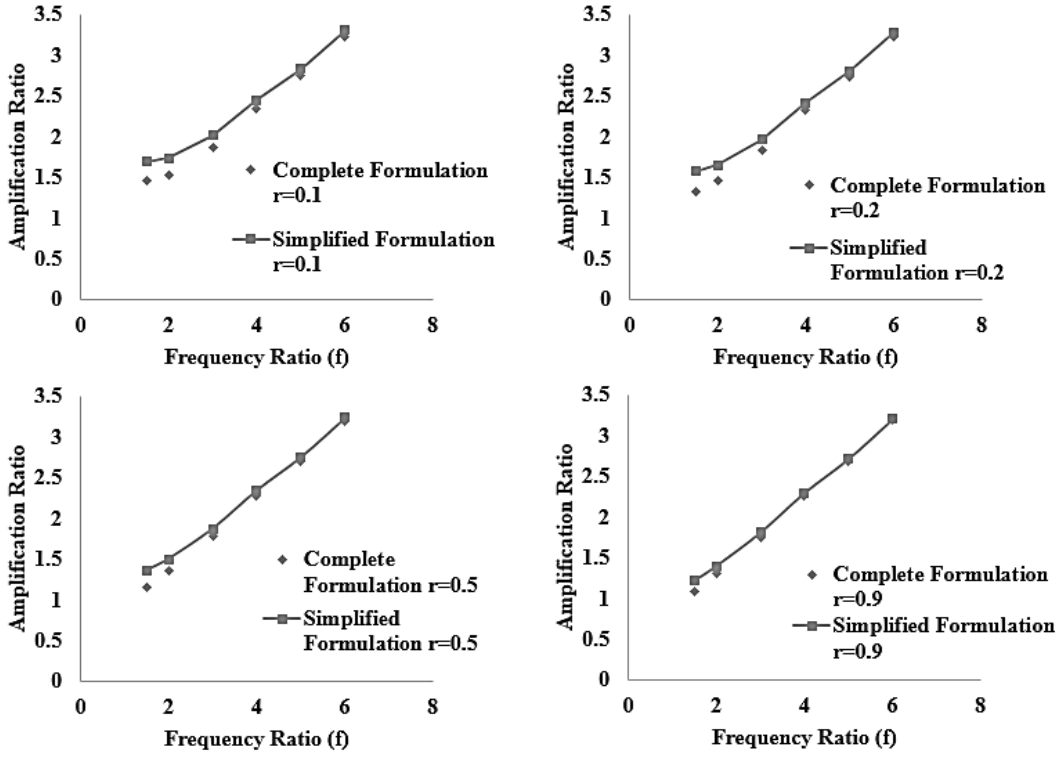 3.5
3
2.5
2
1.5
1
0.5
0
0
2
4
6
8
Amplification Ratio
Frequency Ratio (f)
Complete Formulation
r=0.1
Simplified Formulation
r=0.1
3.5
3
2.5
2
1.5
1
0.5
0
0
2
4
6
8
Amplification Ratio
Frequency Ratio (f)
Complete Formulation
r=0.2
Simplified
Formulation r=0.2
3.5
3
2.5
2
1.5
1
0.5
0
0
2
4
6
8
Amplification Ratio
Frequency Ratio (f)
Complete
Formulation r=0.5
Simplified
Formulation r=0.5
3.5
3
2.5
2
1.5
1
0.5
0
0
2
4
6
8
Amplification Ratio
Frequency Ratio (f)
Complete Formulation
r=0.9
Simplified Formulation
r=0.9